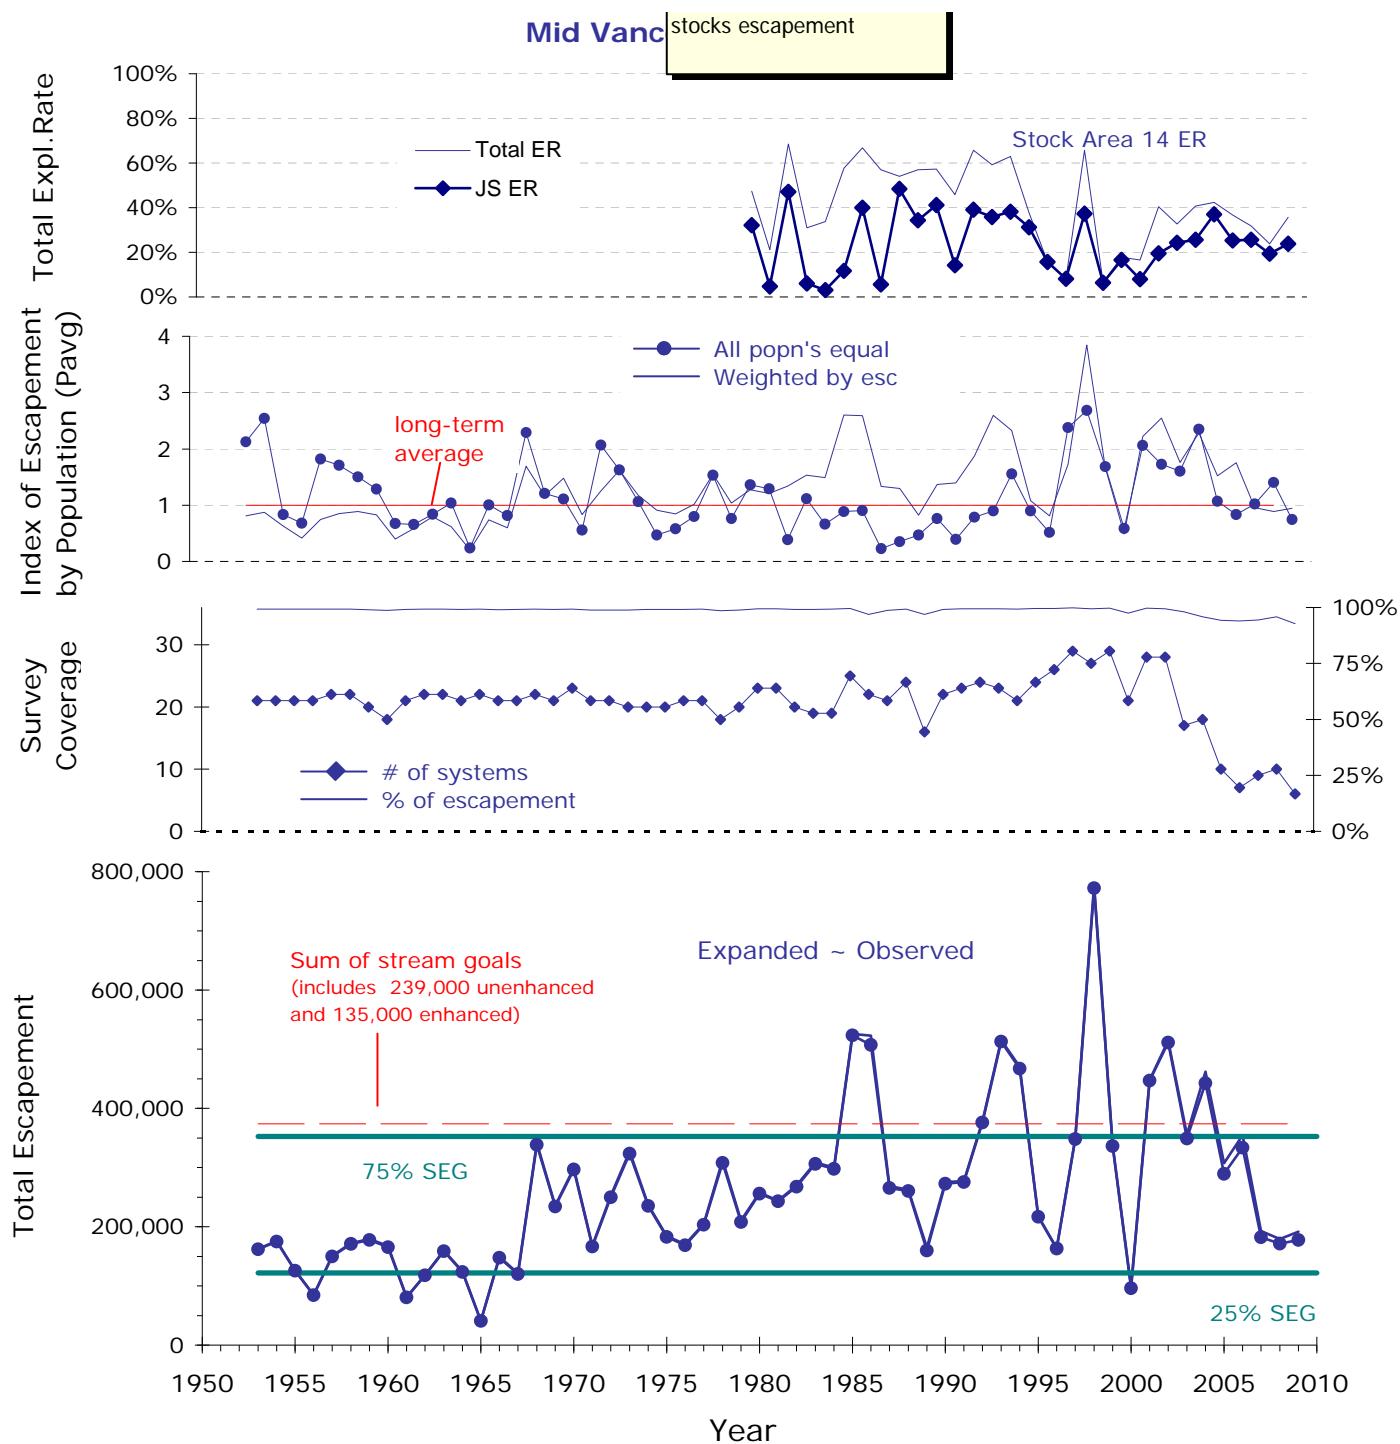 Mid Vanc
stocks escapement
Total Expl.Rate
100%
80%
60%
40%
20%
0%
Total ER
JS ER
Stock Area 14 ER
Index of Escapement
by Population (Pavg)
4
3
2
1
0
All popn's equal
Weighted by esc
long-term
average
Survey
Coverage
30
20
10
0
100%
75%
50%
25%
0%
# of systems
% of escapement
Total Escapement
800,000
600,000
400,000
200,000
0
Expanded ~ Observed
Sum of stream goals
(includes 239,000 unenhanced
and 135,000 enhanced)
75% SEG
25% SEG
1950 1955 1960 1965 1970 1975 1980 1985 1990 1995 2000 2005 2010
Year